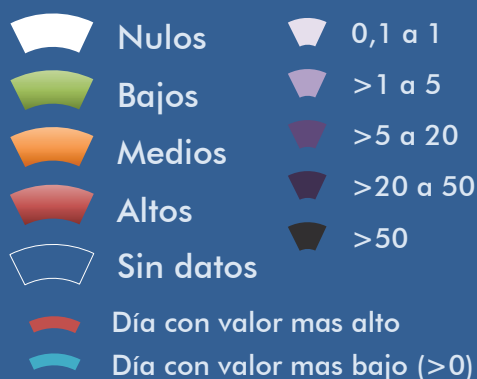 Nulos
Bajos
Medios
Altos
Sin datos
0,1 a 1
>1 a 5
>5 a 20
>20 a 50
>50
Día con valor mas alto
Día con valor mas bajo (>0)